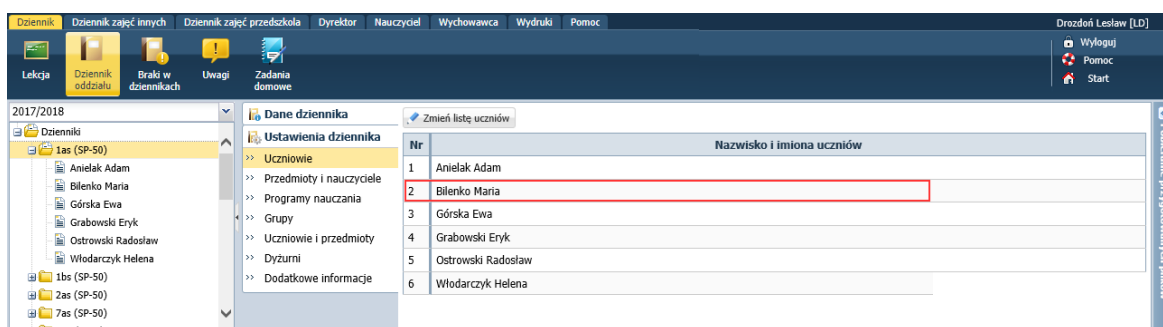 Dziennik Dziennik zajęć innych Dziennik zajęć przedszkola Dyrektor Nauczyciel Wychowawca Wydruki Pomoc Drozdoń Lesław [LD]
Lekcja
Dziennik oddziału
Braki w dziennikach
Uwagi
Zadania domowe
Wyloguj
Pomoc
Start
2017/2018
Dzienniki
1as (SP-50)
Anielak Adam
Bilenko Maria
Górska Ewa
Grabowski Eryk
Ostrowski Radosław
Włodarczyk Helena
1bs (SP-50)
2as (SP-50)
7as (SP-50)
Dane dziennika
Ustawienia dziennika
Uczniowie
Przedmioty i nauczyciele
Programy nauczania
Grupy
Uczniowie i przedmioty
Dyżurni
Dodatkowe informacje
Zmień listę uczniów
Nr Nazwisko i imiona uczniów
1 Anielak Adam
2 Bilenko Maria
3 Górska Ewa
4 Grabowski Eryk
5 Ostrowski Radosław
6 Włodarczyk Helena